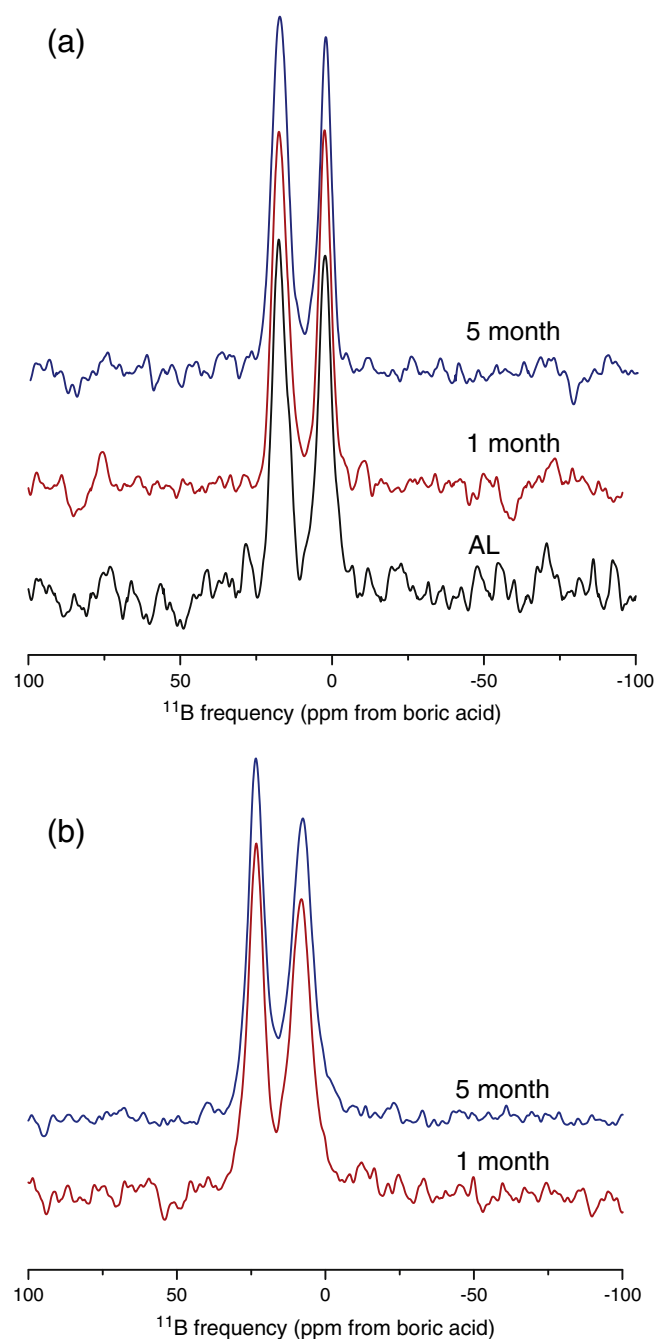 (a)
5 month
1 month
AL
100 50 0 -50 -100
¹¹B frequency (ppm from boric acid)
(b)
5 month
1 month
100 50 0 -50 -100
¹¹B frequency (ppm from boric acid)